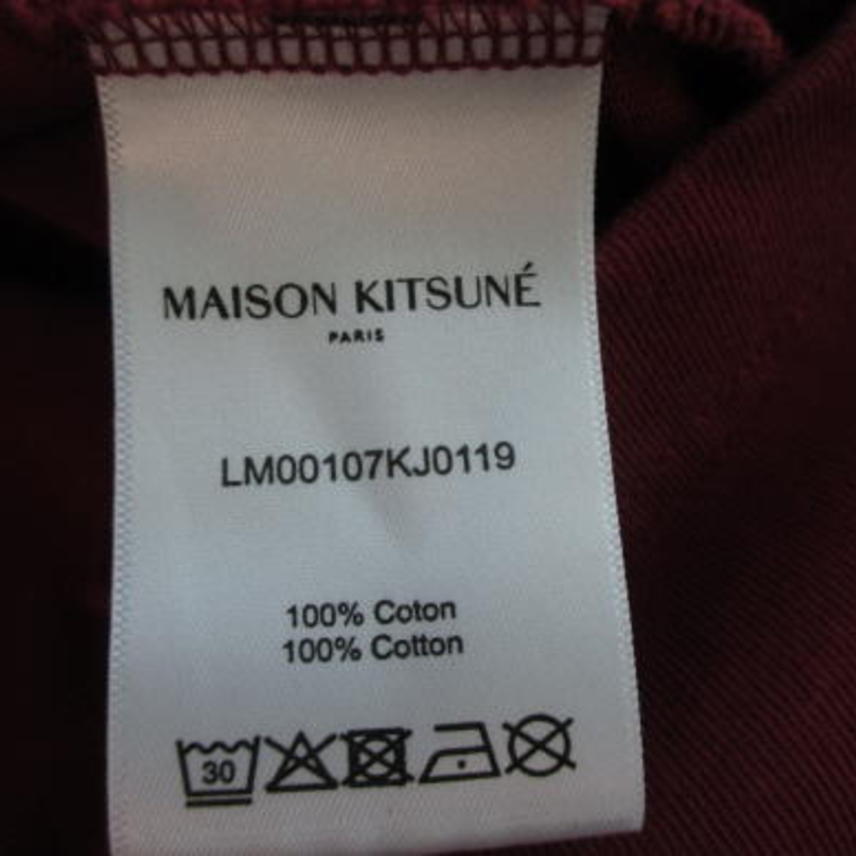 MAISON KITSUNÉ
PARIS
LM00107KJ0119
100% Coton
100% Cotton
30